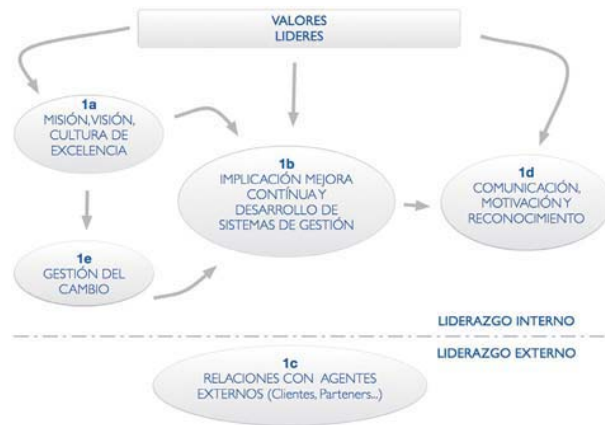 VALORES
LIDERES
1a
MISIÓN, VISIÓN,
CULTURA DE
EXCELENCIA
1b
IMPLICACIÓN MEJORA
CONTÍNUA Y
DESARROLLO DE
SISTEMAS DE GESTIÓN
1d
COMUNICACIÓN,
MOTIVACIÓN Y
RECONOCIMIENTO
1e
GESTIÓN DEL
CAMBIO
LIDERAZGO INTERNO
LIDERAZGO EXTERNO
1c
RELACIONES CON AGENTES
EXTERNOS (Clientes, Parteners...)